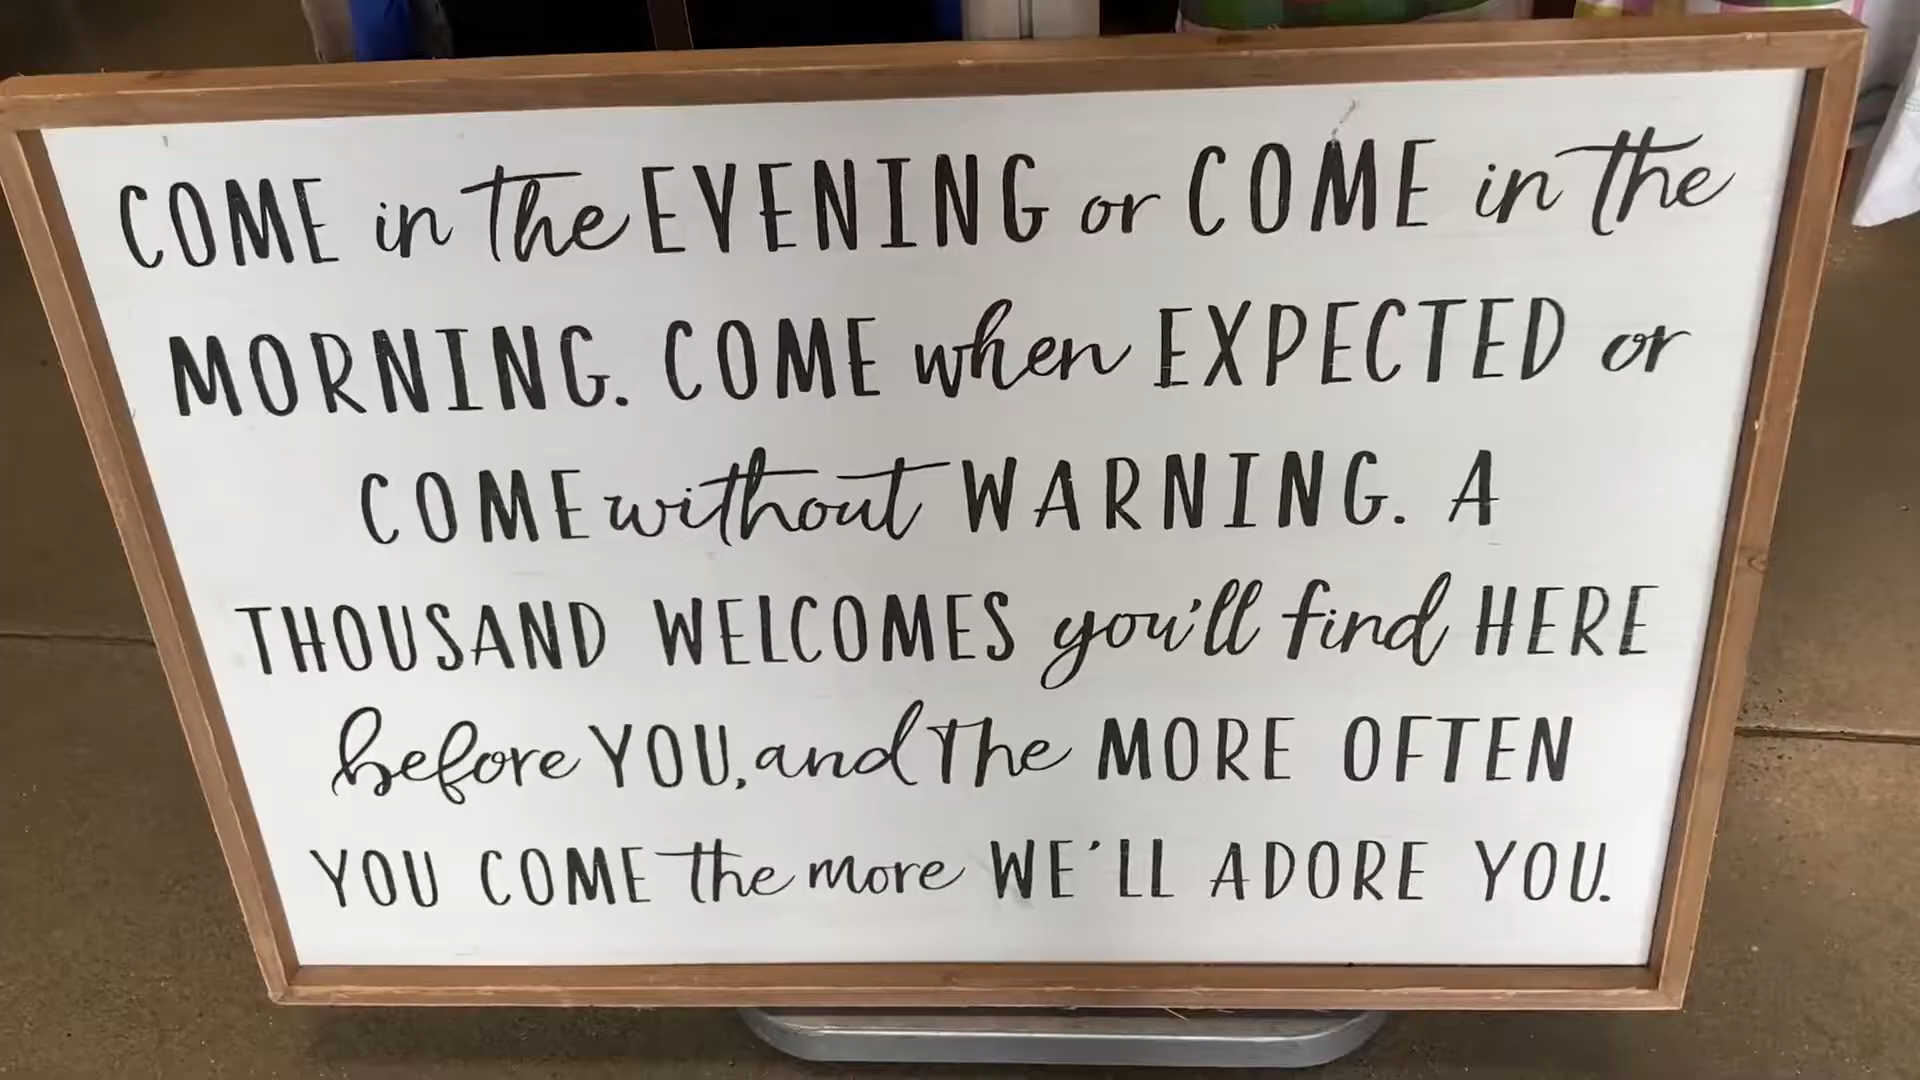 COME in the EVENING or COME in the
MORNING. COME when EXPECTED or
COME without WARNING. A
THOUSAND WELCOMES you'll find HERE
before YOU, and the MORE OFTEN
YOU COME the more WE'LL ADORE YOU.